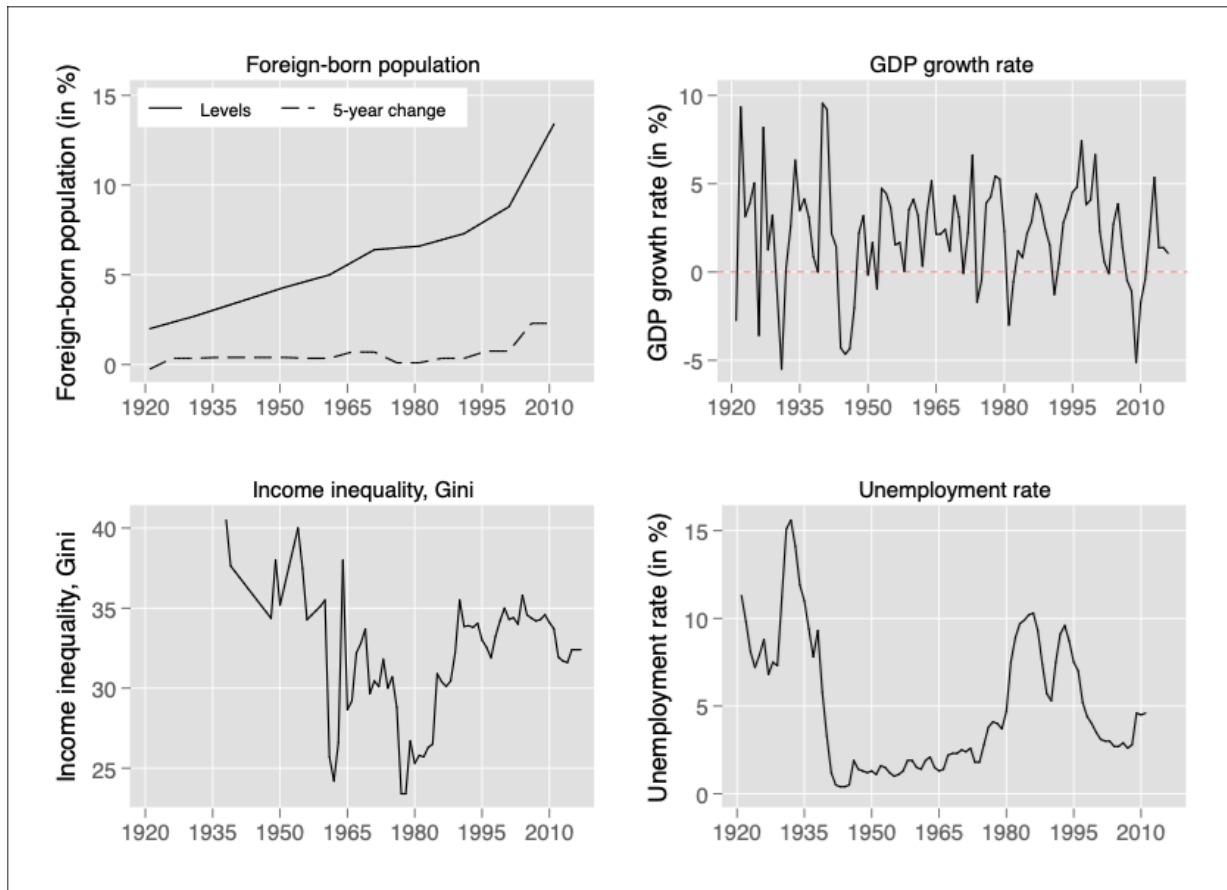 Foreign-born population
Foreign-born population (in %)
15
10
5
0
Levels
5-year change
1920 1935 1950 1965 1980 1995 2010
GDP growth rate
GDP growth rate (in %)
10
5
0
-5
1920 1935 1950 1965 1980 1995 2010
Income inequality, Gini
Income inequality, Gini
40
35
30
25
1920 1935 1950 1965 1980 1995 2010
Unemployment rate
Unemployment rate (in %)
15
10
5
0
1920 1935 1950 1965 1980 1995 2010